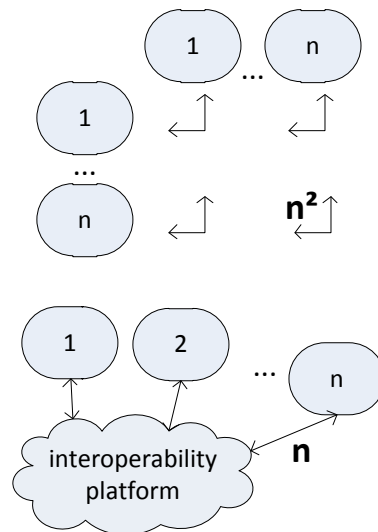 1
...
n
1
...
n
n²
1
2
...
n
interoperability
platform
n